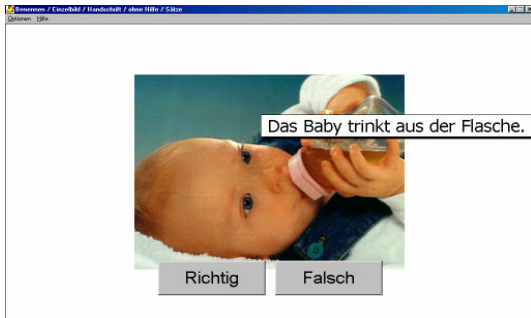 Benennen / Einzelbild / Handschrift / ohne Hilfe / Sätze
Optionen Hilfe
Das Baby trinkt aus der Flasche.
Richtig Falsch